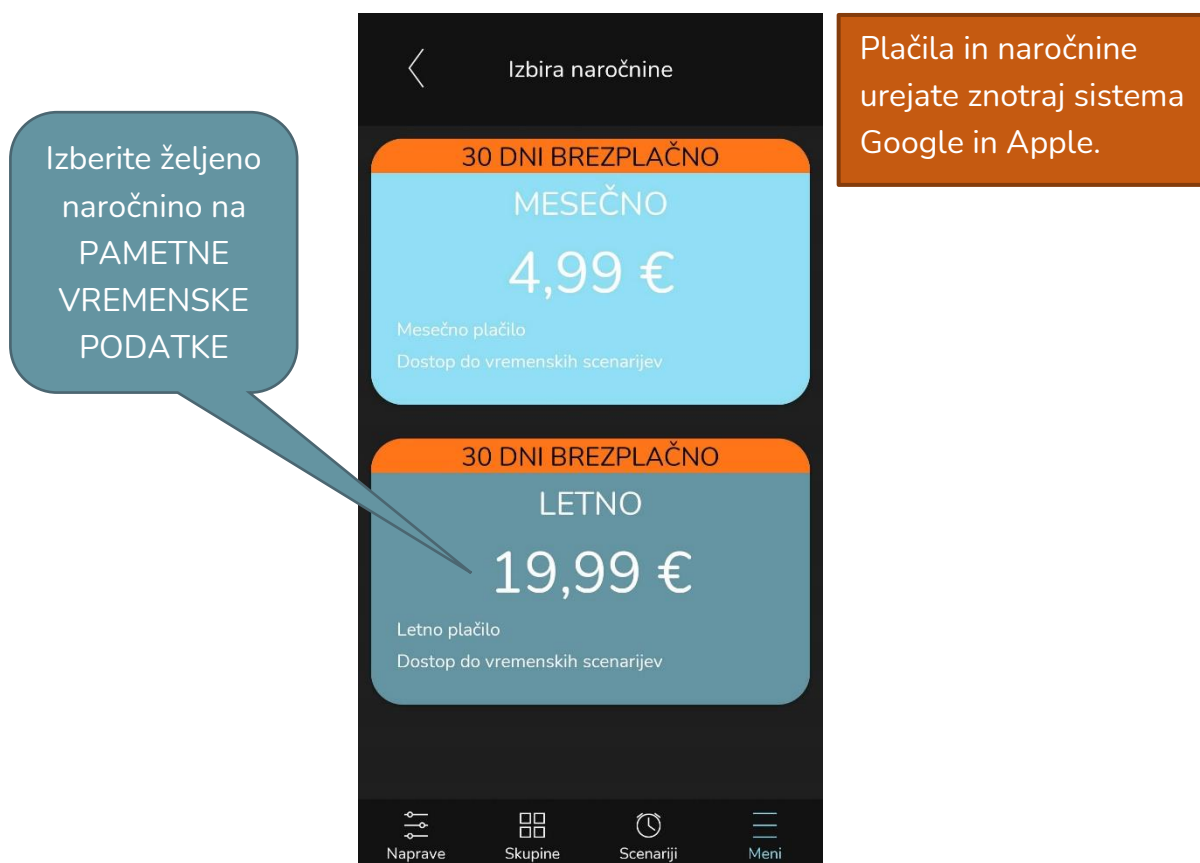 Izberite željeno
naročnino na
PAMETNE
VREMENSKE
PODATKE
Izbira naročnine
30 DNI BREZPLAČNO
MESEČNO
4,99 €
Mesečno plačilo
Dostop do vremenskih scenarijev
30 DNI BREZPLAČNO
LETNO
19,99 €
Letno plačilo
Dostop do vremenskih scenarijev
Naprave
Skupine
Scenariji
Meni
Plačila in naročnine
urejate znotraj sistema
Google in Apple.